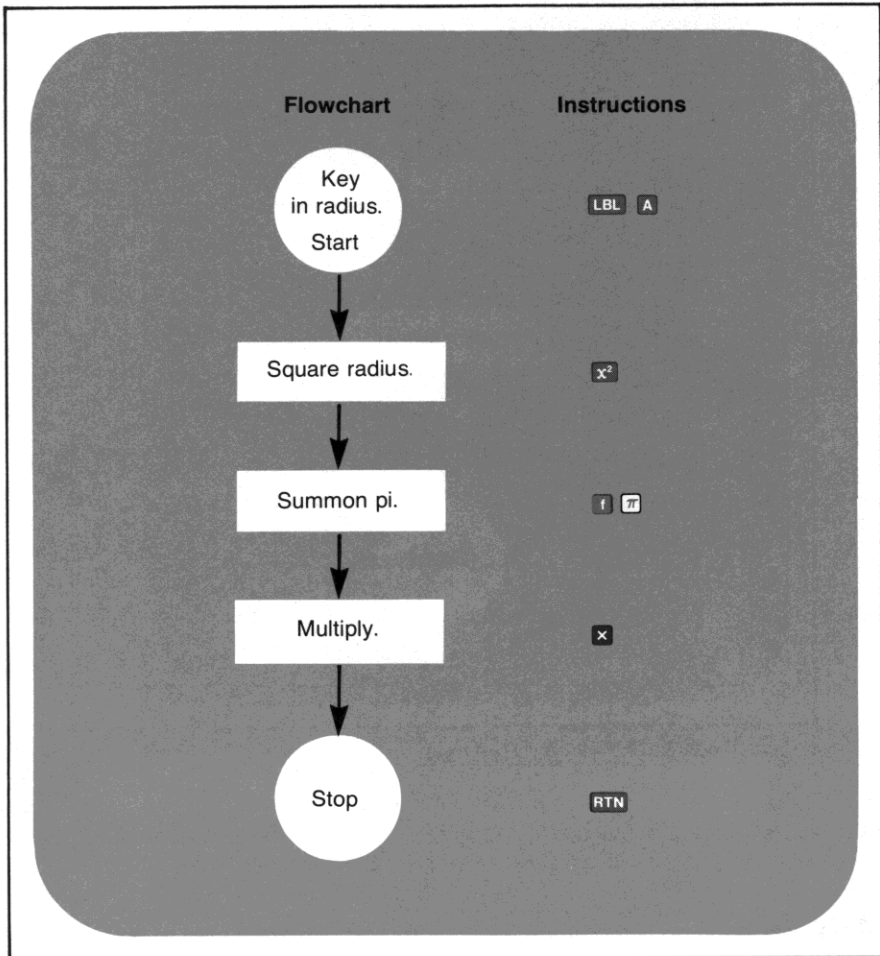 Flowchart Instructions
Key
in radius.
Start
LBL A
Square radius.
x²
Summon pi.
f π
Multiply.
×
Stop
RTN